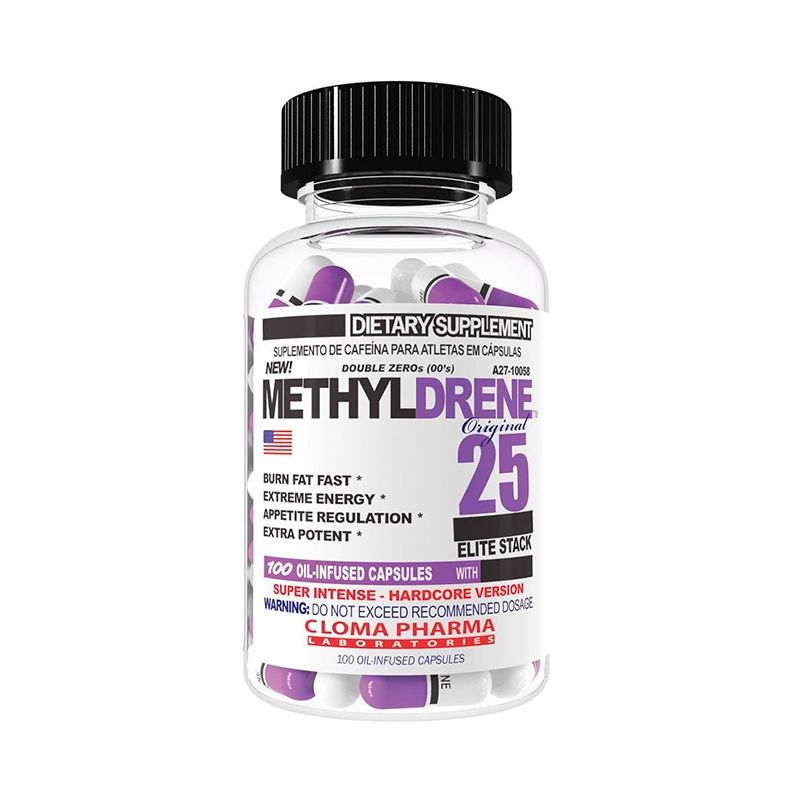 DIETARY SUPPLEMENT
SUPLEMENTO DE CAFEÍNA PARA ATLETAS EM CÁPSULAS
NEW!
DOUBLE ZEROs (00's)
A27-10058
METHYLDRENE™
Original
25
BURN FAT FAST *
EXTREME ENERGY *
APPETITE REGULATION *
EXTRA POTENT *
ELITE STACK
100 OIL-INFUSED CAPSULES WITH
SUPER INTENSE - HARDCORE VERSION
WARNING: DO NOT EXCEED RECOMMENDED DOSAGE
CLOMA PHARMA
LABORATORIES
100 OIL-INFUSED CAPSULES